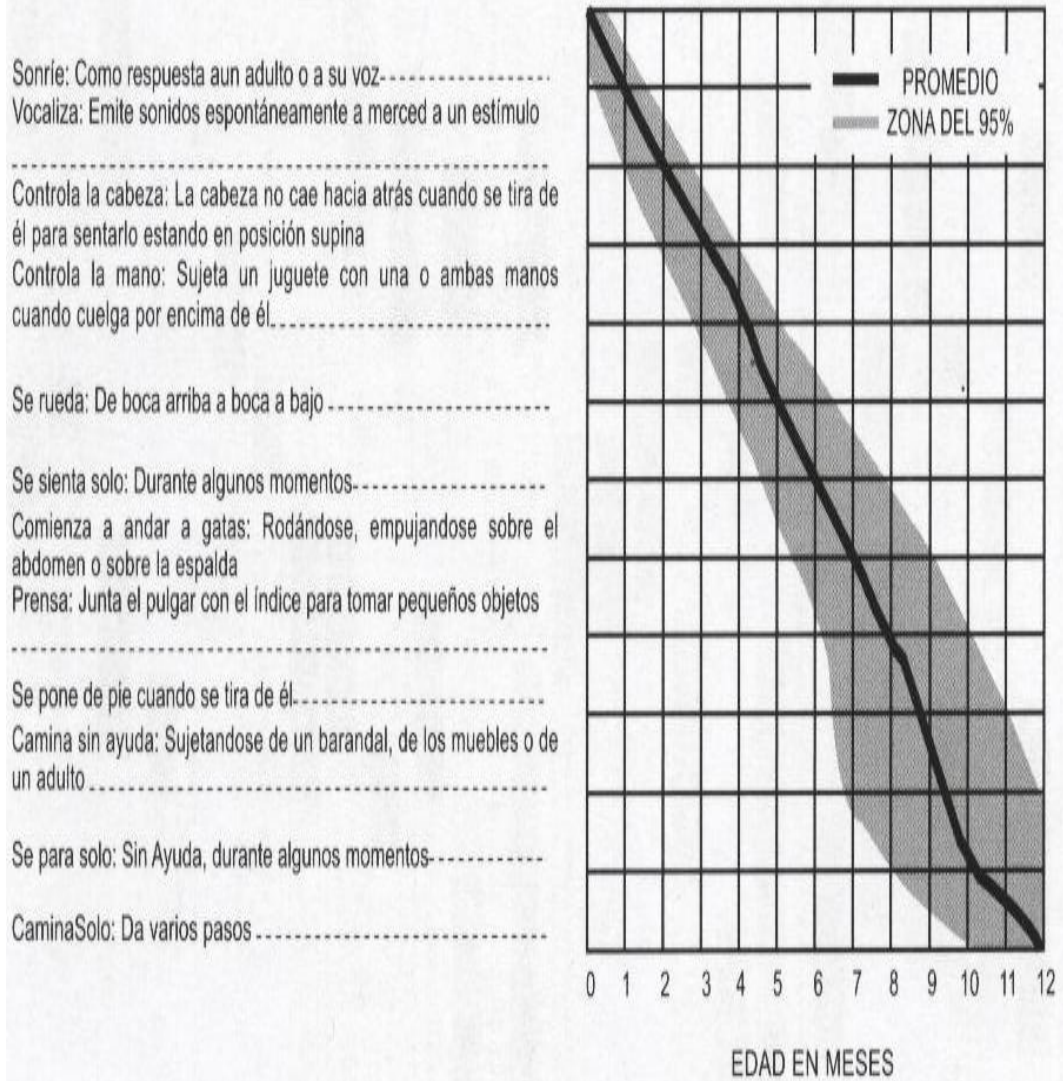 Sonríe: Como respuesta aun adulto o a su voz
Vocaliza: Emite sonidos espontáneamente a merced a un estímulo
Controla la cabeza: La cabeza no cae hacia atrás cuando se tira de
él para sentarlo estando en posición supina
Controla la mano: Sujeta un juguete con una o ambas manos
cuando cuelga por encima de él
Se rueda: De boca arriba a boca a bajo
Se sienta solo: Durante algunos momentos
Comienza a andar a gatas: Rodándose, empujandose sobre el
abdomen o sobre la espalda
Prensa: Junta el pulgar con el índice para tomar pequeños objetos
Se pone de pie cuando se tira de él
Camina sin ayuda: Sujetandose de un barandal, de los muebles o de
un adulto
Se para solo: Sin Ayuda, durante algunos momentos
CaminaSolo: Da varios pasos
PROMEDIO
ZONA DEL 95%
0 1 2 3 4 5 6 7 8 9 10 11 12
EDAD EN MESES